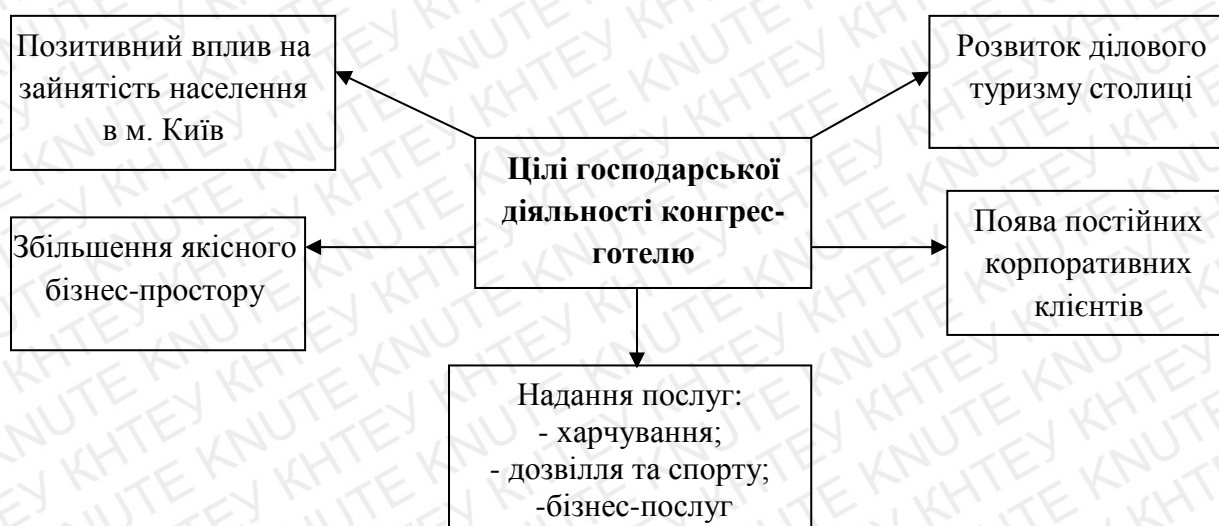 Позитивний вплив на
зайнятість населення
в м. Київ
Розвиток ділового
туризму столиці
Цілі господарської
діяльності конгрес-
готелю
Збільшення якісного
бізнес-простору
Поява постійних
корпоративних
клієнтів
Надання послуг:
- харчування;
- дозвілля та спорту;
-бізнес-послуг